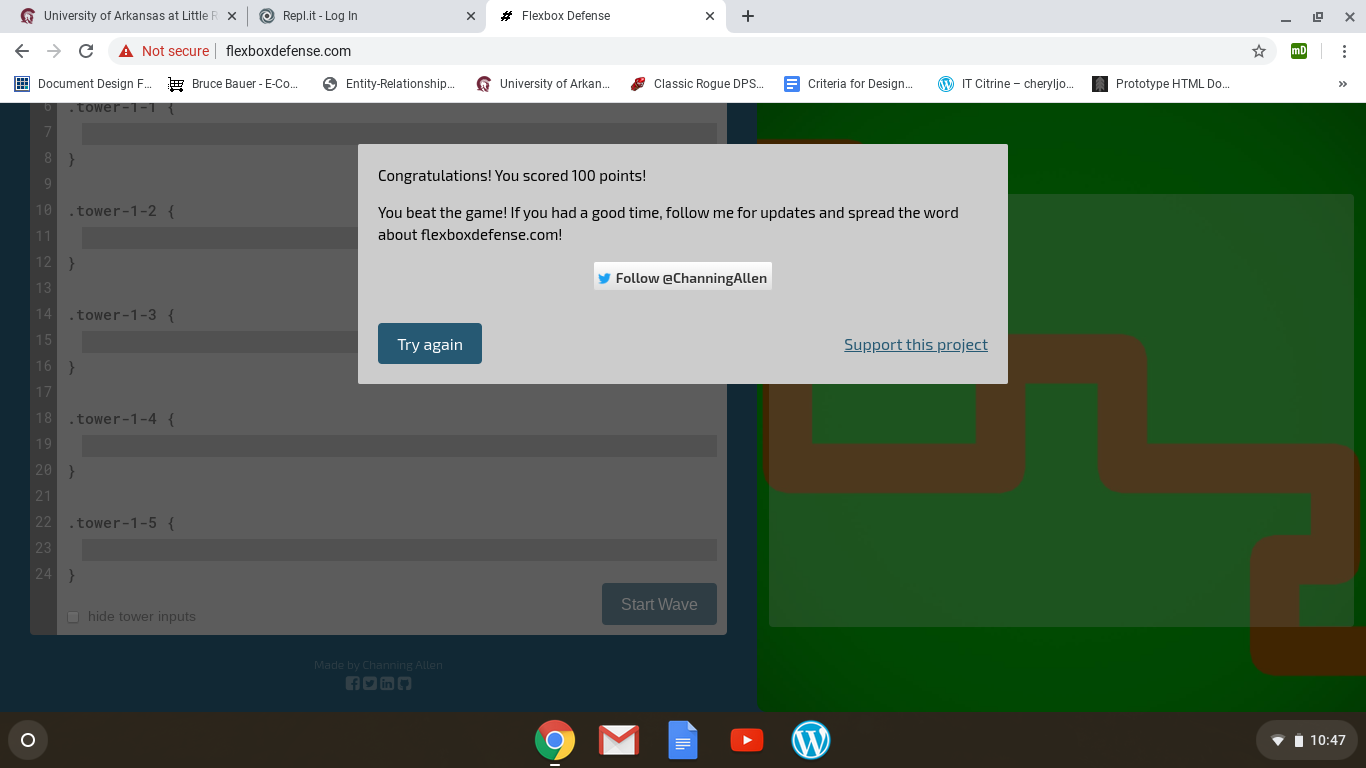 University of Arkansas at Little R
Repl.it - Log In
Flexbox Defense
Not secure
flexboxdefense.com
Document Design F...
Bruce Bauer - E-Co...
Entity-Relationship...
University of Arkan...
Classic Rogue DPS...
Criteria for Design...
IT Citrine – cheryljo...
Prototype HTML Do...
6 .tower-1-1 {
7
8 }
9
10 .tower-1-2 {
11
12 }
13
14 .tower-1-3 {
15
16 }
17
18 .tower-1-4 {
19
20 }
21
22 .tower-1-5 {
23
24 }
hide tower inputs
Start Wave
Made by Channing Allen
Congratulations! You scored 100 points!
You beat the game! If you had a good time, follow me for updates and spread the word
about flexboxdefense.com!
Follow @ChanningAllen
Try again
Support this project
10:47